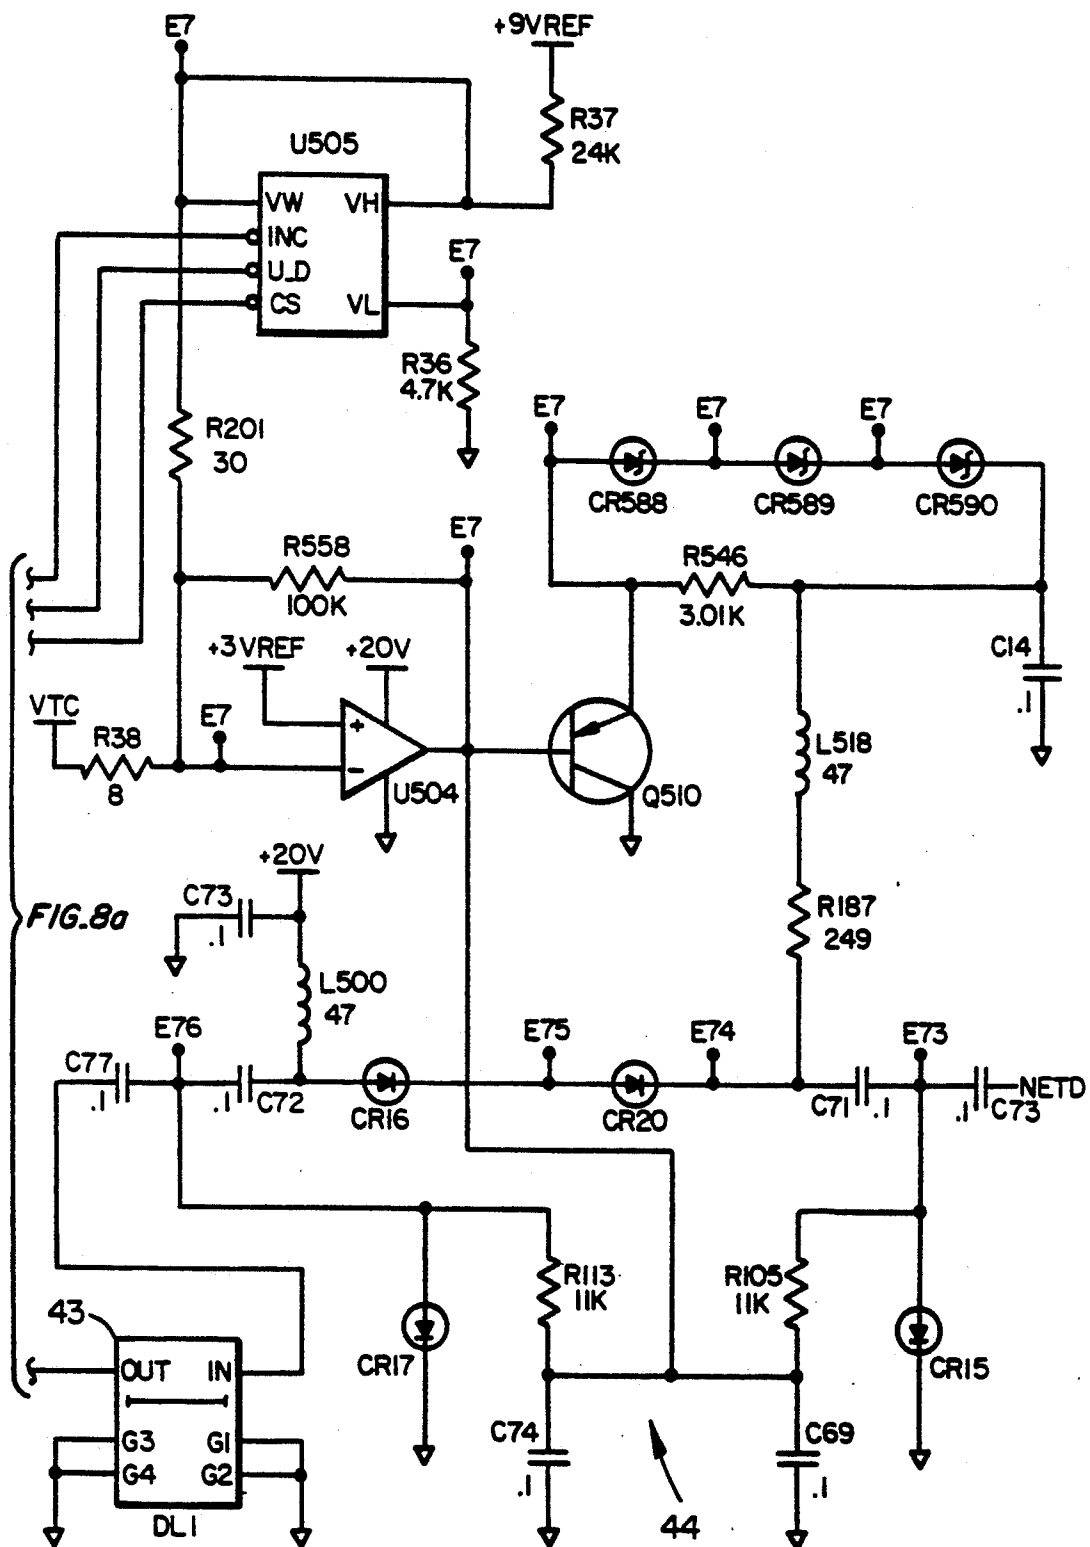 E7
+9VREF
R37
24K
U505
VW VH
INC
U_D
CS VL
E7
R36
4.7K
R201
30
E7 E7 E7
CR588 CR589 CR590
E7
R558
100K
R546
3.01K
+3VREF +20V
C14
.1
VTC
R38
8
E7
+
-
U504
Q510
L518
47
+20V
C73
.1
FIG.8a
R187
249
L500
47
E76 E75 E74 E73
C77
.1
.1 C72
CR16
CR20
C71 .1
.1 C73
NETD
R113
11K
R105
11K
43
CR17
CR15
OUT IN
G3 G1
G4 G2
DL1
C74
.1
C69
.1
44